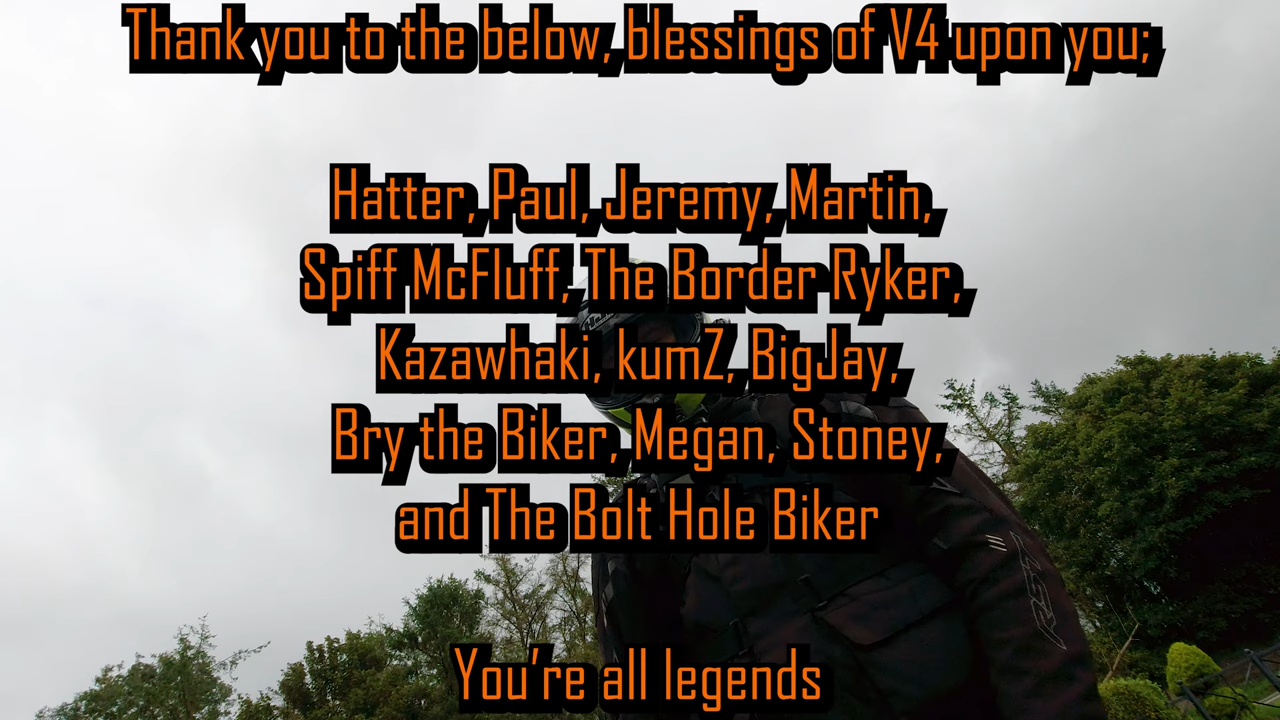 Thank you to the below, blessings of V4 upon you;
Hatter, Paul, Jeremy, Martin,
Spiff McFluff, The Border Ryker,
Kazawhaki, kumZ, BigJay,
Bry the Biker, Megan, Stoney,
and The Bolt Hole Biker
RST
You're all legends